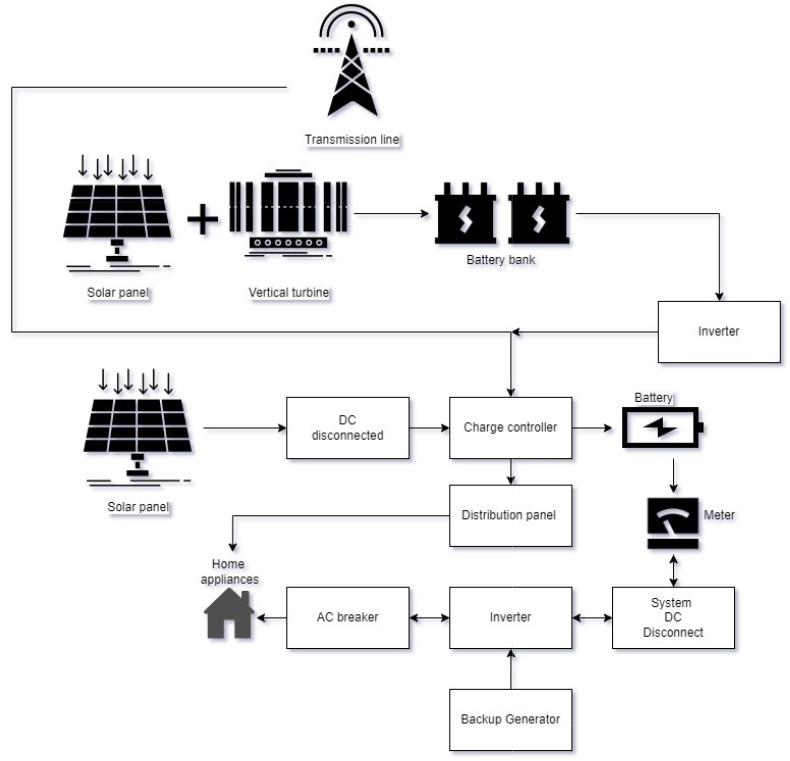 Transmission line
Solar panel
Vertical turbine
Battery bank
Inverter
Solar panel
DC
disconnected
Charge controller
Battery
Distribution panel
Meter
Home
appliances
AC breaker
Inverter
System
DC
Disconnect
Backup Generator